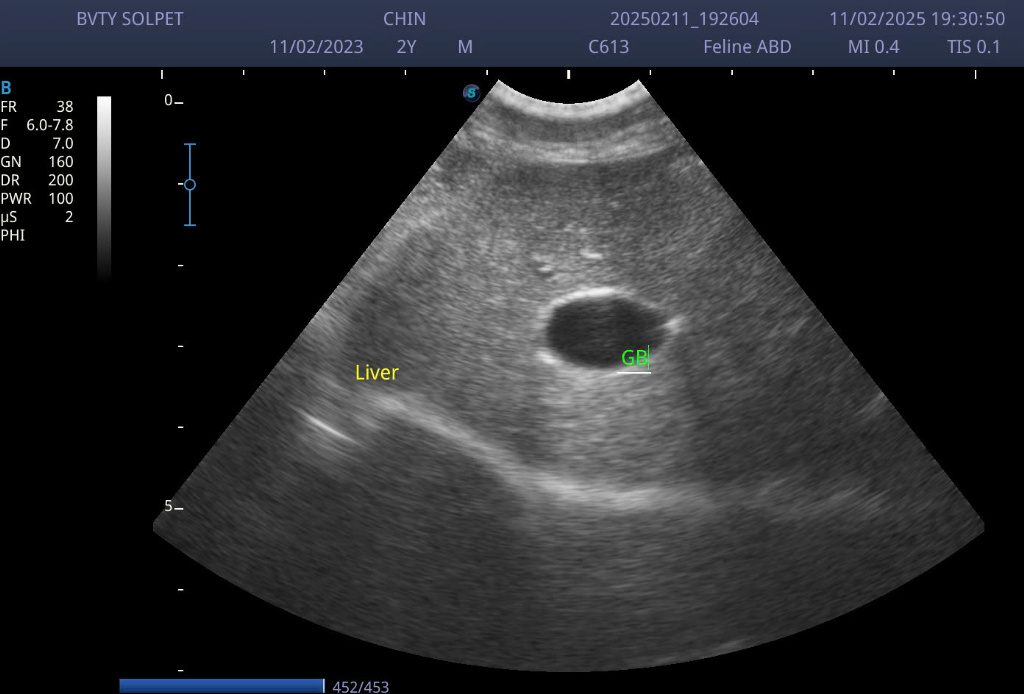 BVTY SOLPET CHIN 20250211_192604 11/02/2025 19:30:50
11/02/2023 2Y M C613 Feline ABD MI 0.4 TIS 0.1
B
FR 38
F 6.0-7.8
D 7.0
GN 160
DR 200
PWR 100
µS 2
PHI
S
0
GB
Liver
5
452/453